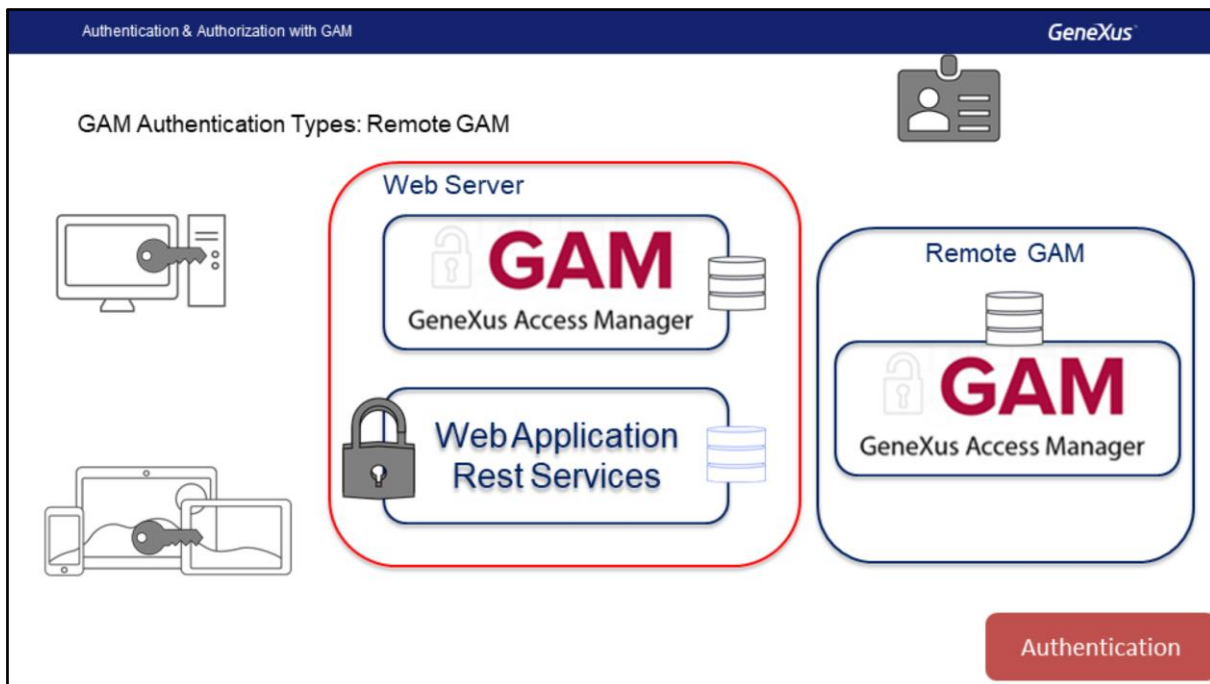 Authentication & Authorization with GAM
GeneXus™
GAM Authentication Types: Remote GAM
Web Server
GAM
GeneXus Access Manager
Web Application
Rest Services
Remote GAM
GAM
GeneXus Access Manager
Authentication